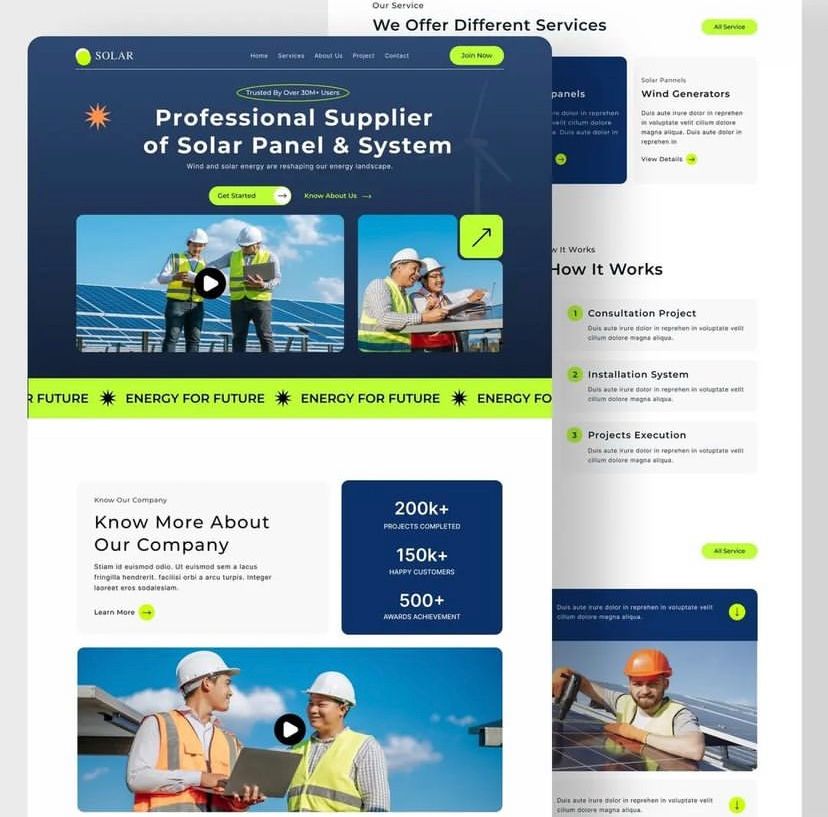 SOLAR
Home Services About Us Project Contact
Join Now
Trusted By Over 30M+ Users
Professional Supplier
of Solar Panel & System
Wind and solar energy are reshaping our energy landscape.
Get Started
Know About Us
FUTURE ENERGY FOR FUTURE ENERGY FOR FUTURE ENERGY FO
Know Our Company
Know More About
Our Company
Stiam id euismod odio. Ut euismod sem a lacus
fringilla hendrerit. facilisi orbi a arcu turpis. Integer
laoreet eros sodalesiam.
Learn More
200k+
PROJECTS COMPLETED
150k+
HAPPY CUSTOMERS
500+
AWARDS ACHIEVEMENT
Our Service
We Offer Different Services
All Service
panels
dolor in reprehen
velit cillum dolore
Duis aute dolor in
Solar Pannels
Wind Generators
Duis aute irure dolor in reprehen
in voluptate velit cillum dolore
magna aliqua. Duis aute dolor in
reprehen in
View Details
It Works
How It Works
1 Consultation Project
Duis aute irure dolor in reprehen in voluptate velit
cillum dolore magna aliqua.
2 Installation System
Duis aute irure dolor in reprehen in voluptate velit
cillum dolore magna aliqua.
3 Projects Execution
Duis aute irure dolor in reprehen in voluptate velit
cillum dolore magna aliqua.
All Service
Duis aute irure dolor in reprehen in voluptate velit
cillum dolore magna aliqua.
Duis aute irure dolor in reprehen in voluptate velit
cillum dolore magna aliqua.